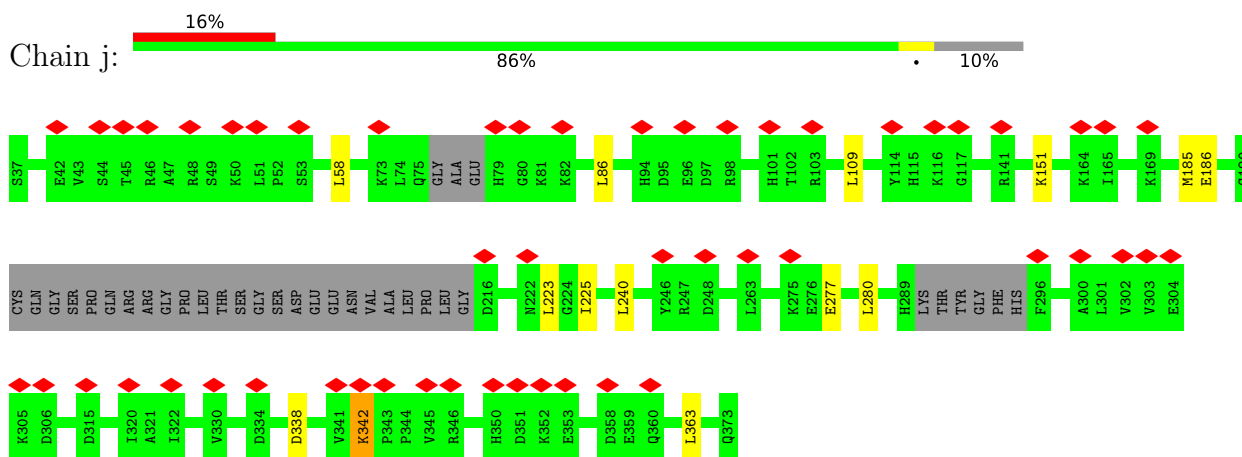 16%
Chain j:
86% • 10%
S37 E42 V43 S44 T45 R46 A47 R48 S49 K50 L51 P52 S53 L58 K73 L74 Q75 GLY ALA GLU H79 G80 K81 K82 L86 H94 D95 E96 D97 R98 H101 T102 R103 L109 Y114 H115 K116 G117 R141 K151 K164 I165 K169 M185 E186
CYS GLN GLY SER PRO GLN ARG ARG GLY PRO LEU THR SER GLY SER ASP GLU GLU ASN VAL ALA LEU PRO LEU GLY D216 N222 L223 G224 I225 L240 Y246 R247 D248 L263 K275 E276 E277 L280 H289 LYS THR TYR GLY PHE HIS F296 A300 L301 V302 V303 E304
K305 D306 D315 I320 A321 I322 V330 D334 D338 V341 K342 P343 P344 V345 R346 H350 D351 K352 E353 D358 E359 Q360 L363 Q373